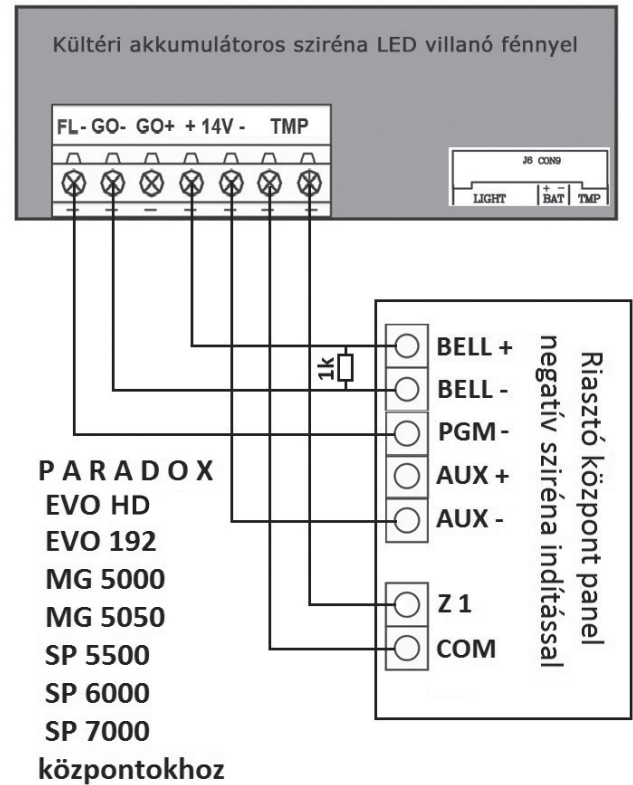 Kültéri akkumulátoros sziréna LED villanó fénnyel
FL- GO- GO+ + 14V - TMP
J6 CON9
LIGHT + - BAT TMP
1k
BELL +
BELL -
PGM -
AUX +
AUX -
Z 1
COM
Riasztó központ panel
negatív sziréna indítással
P A R A D O X
EVO HD
EVO 192
MG 5000
MG 5050
SP 5500
SP 6000
SP 7000
központokhoz